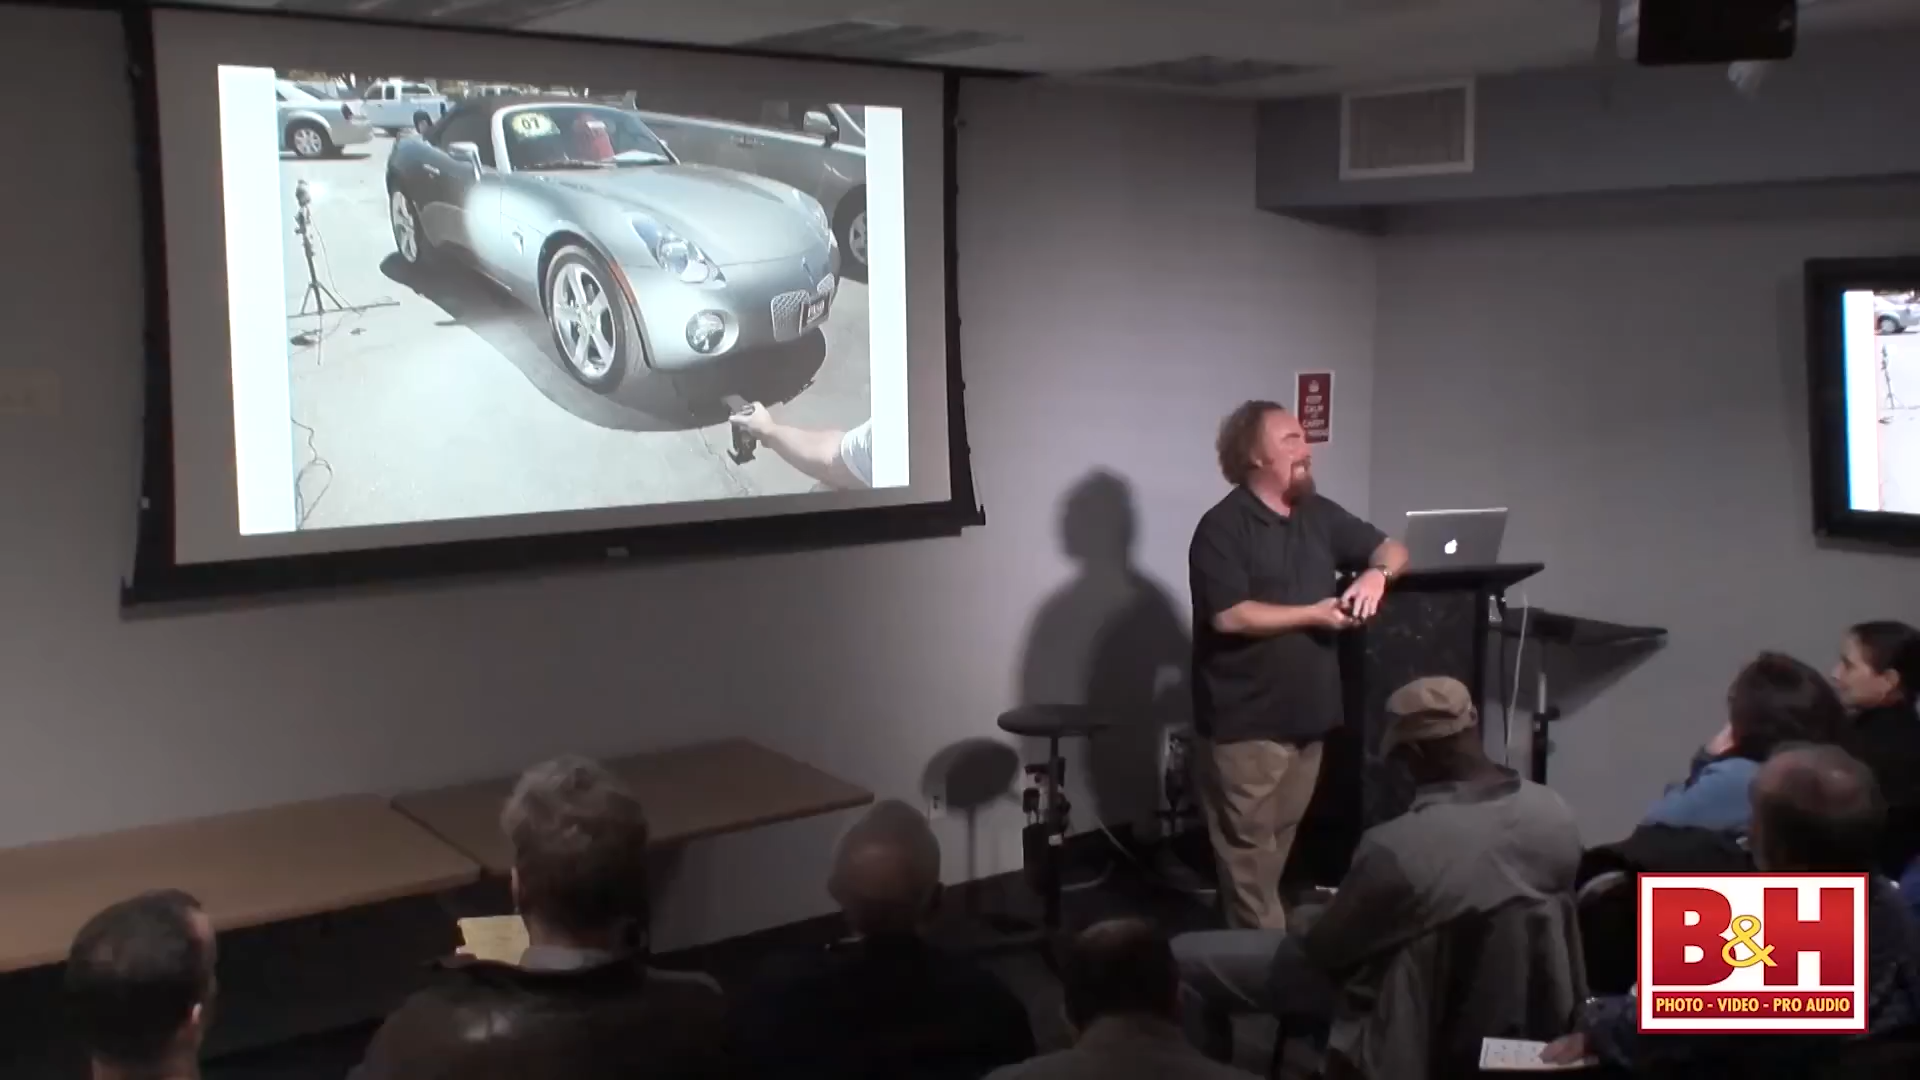 07
KEEP
CALM
CARRY
B&H
PHOTO - VIDEO - PRO AUDIO